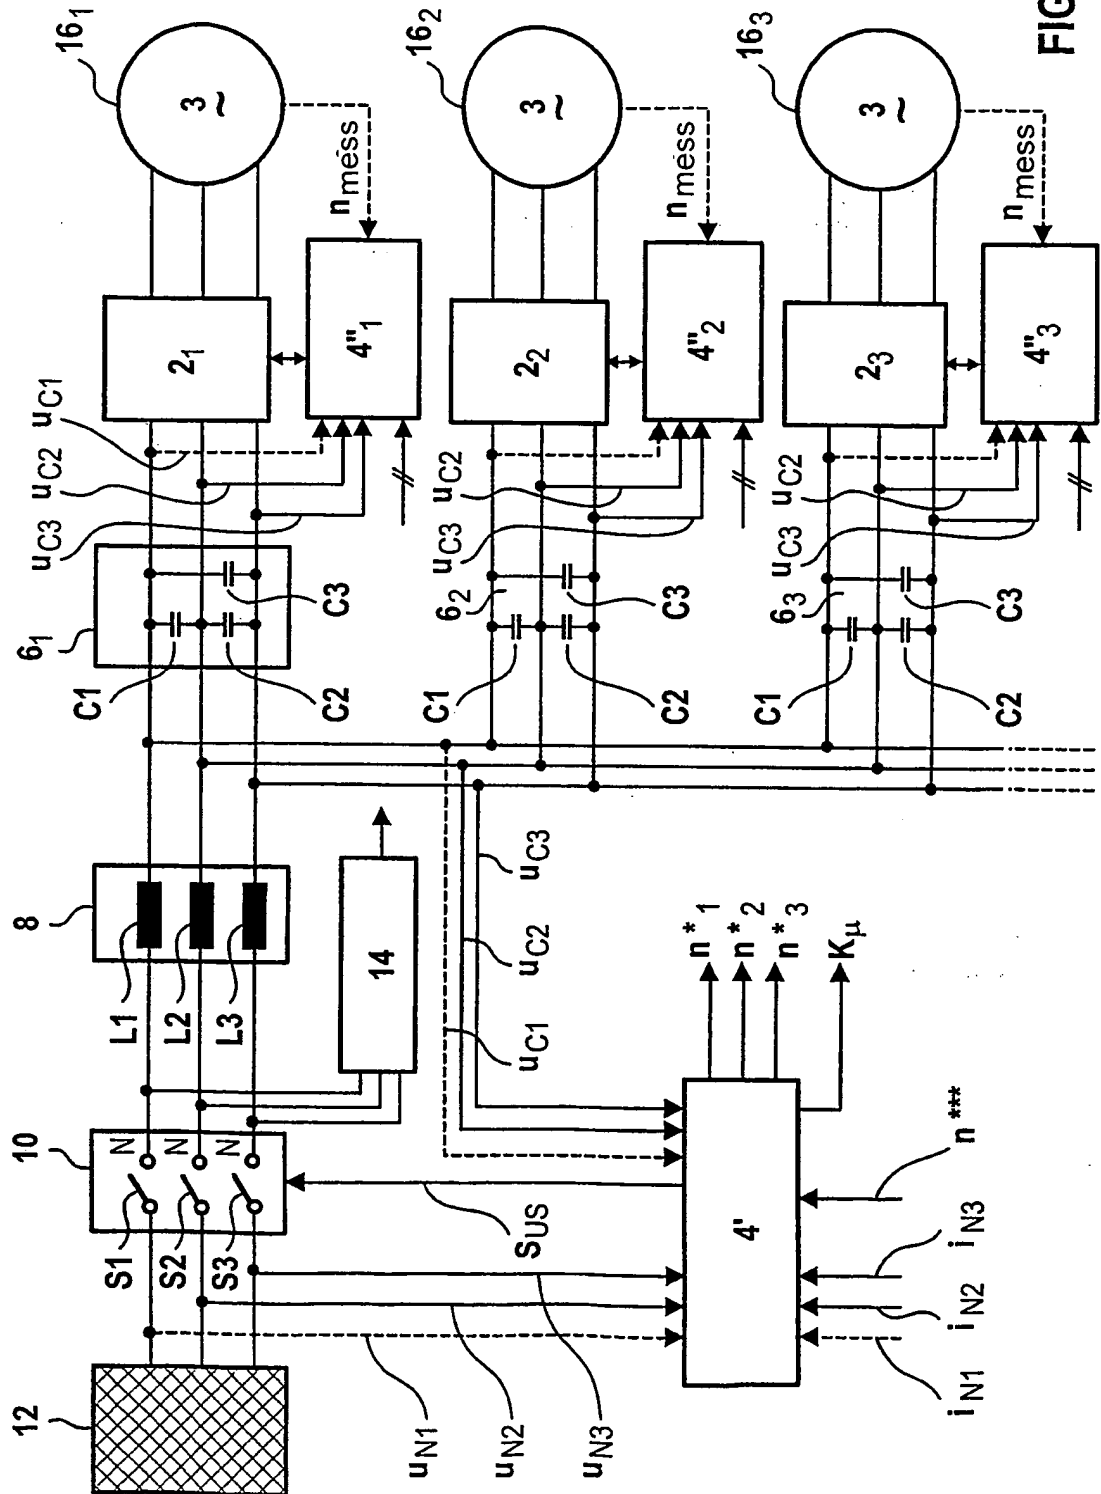 FIG
12
10
8
6₁
16₁
S1
S2
S3
N
N
N
L1
L2
L3
C1
C2
C3
u_C3
u_C2
u_C1
2₁
3 ~
4"₁
n_mess
14
16₂
C1
C2
6₂
C3
u_C3
u_C2
2₂
3 ~
4"₂
n_mess
16₃
C1
C2
6₃
C3
u_C3
u_C2
2₃
3 ~
4"₃
n_mess
u_N1
u_N2
u_N3
S_US
u_C1
u_C2
u_C3
4'
i_N1
i_N2
i_N3
n***
n*₁
n*₂
n*₃
K_μ